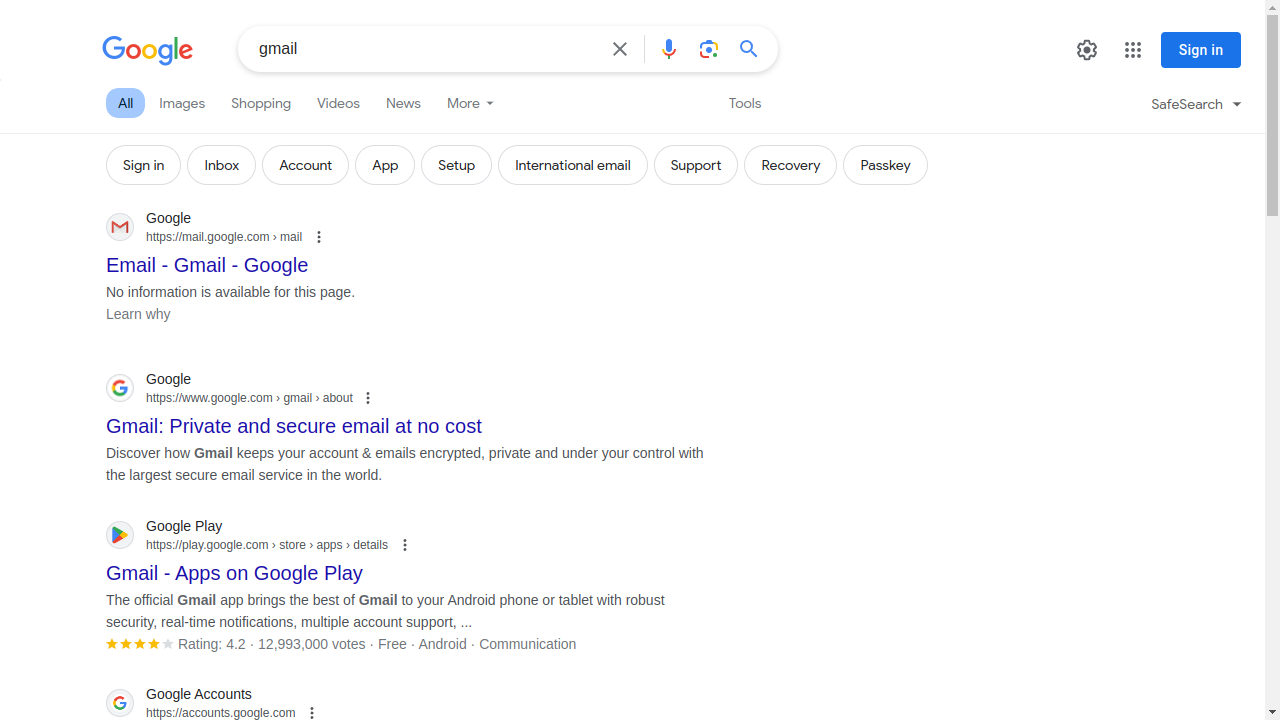 Google
gmail
Sign in
All
Images
Shopping
Videos
News
More
Tools
SafeSearch
Sign in
Inbox
Account
App
Setup
International email
Support
Recovery
Passkey
Google
https://mail.google.com › mail
Email - Gmail - Google
No information is available for this page.
Learn why
Google
https://www.google.com › gmail › about
Gmail: Private and secure email at no cost
Discover how Gmail keeps your account & emails encrypted, private and under your control with
the largest secure email service in the world.
Google Play
https://play.google.com › store › apps › details
Gmail - Apps on Google Play
The official Gmail app brings the best of Gmail to your Android phone or tablet with robust
security, real-time notifications, multiple account support, ...
Rating: 4.2 · 12,993,000 votes · Free · Android · Communication
Google Accounts
https://accounts.google.com